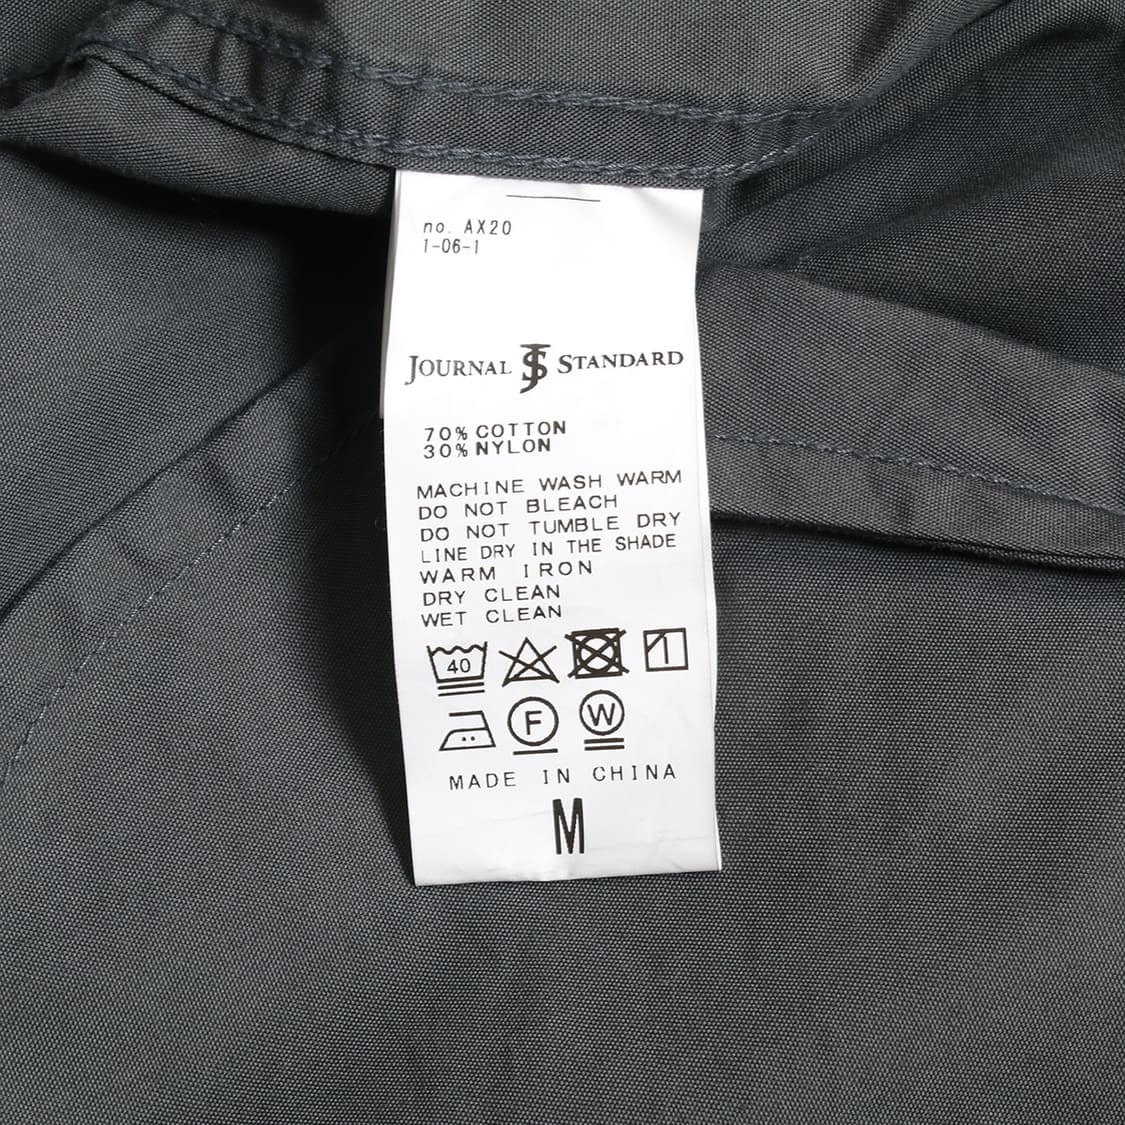 no. AX20
1-06-1
JOURNAL JS STANDARD
70% COTTON
30% NYLON
MACHINE WASH WARM
DO NOT BLEACH
DO NOT TUMBLE DRY
LINE DRY IN THE SHADE
WARM IRON
DRY CLEAN
WET CLEAN
40
F W
MADE IN CHINA
M